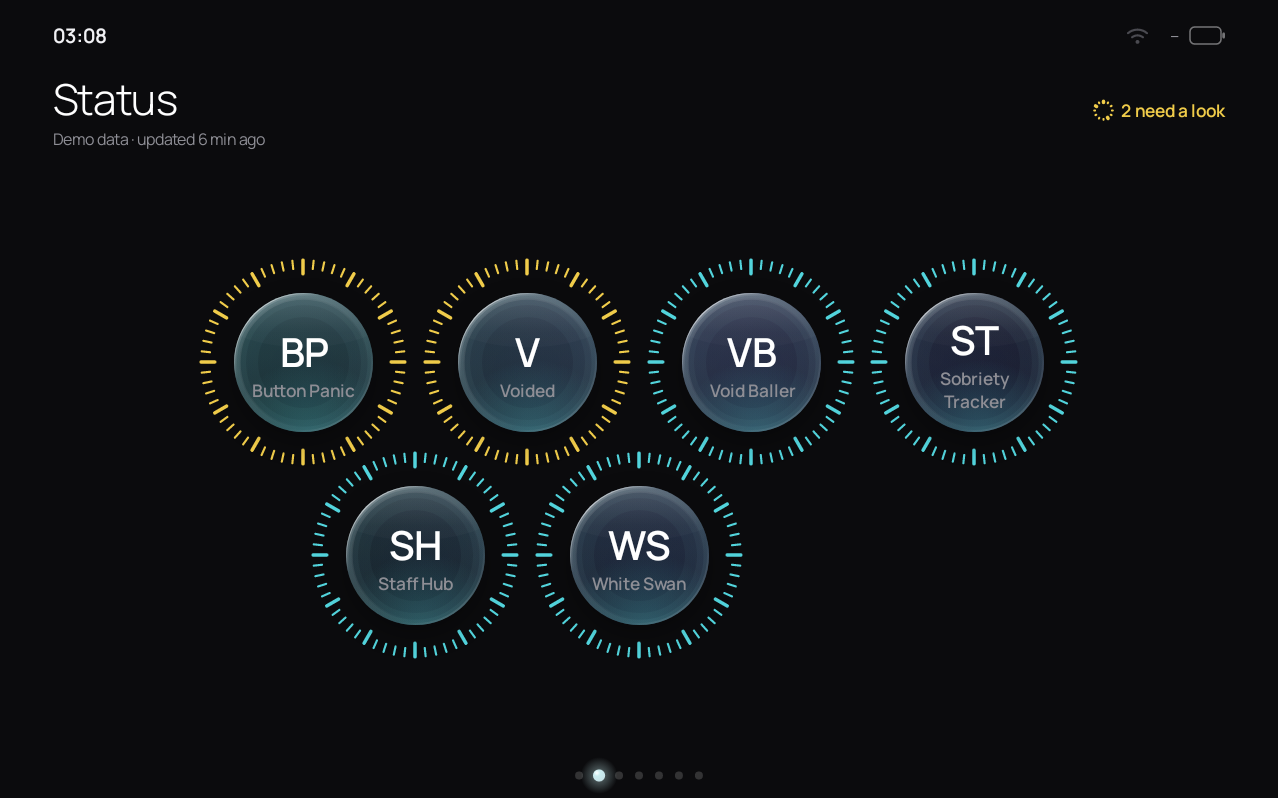 03:08
–
Status
2 need a look
Demo data · updated 6 min ago
BP
Button Panic
V
Voided
VB
Void Baller
ST
Sobriety
Tracker
SH
Staff Hub
WS
White Swan